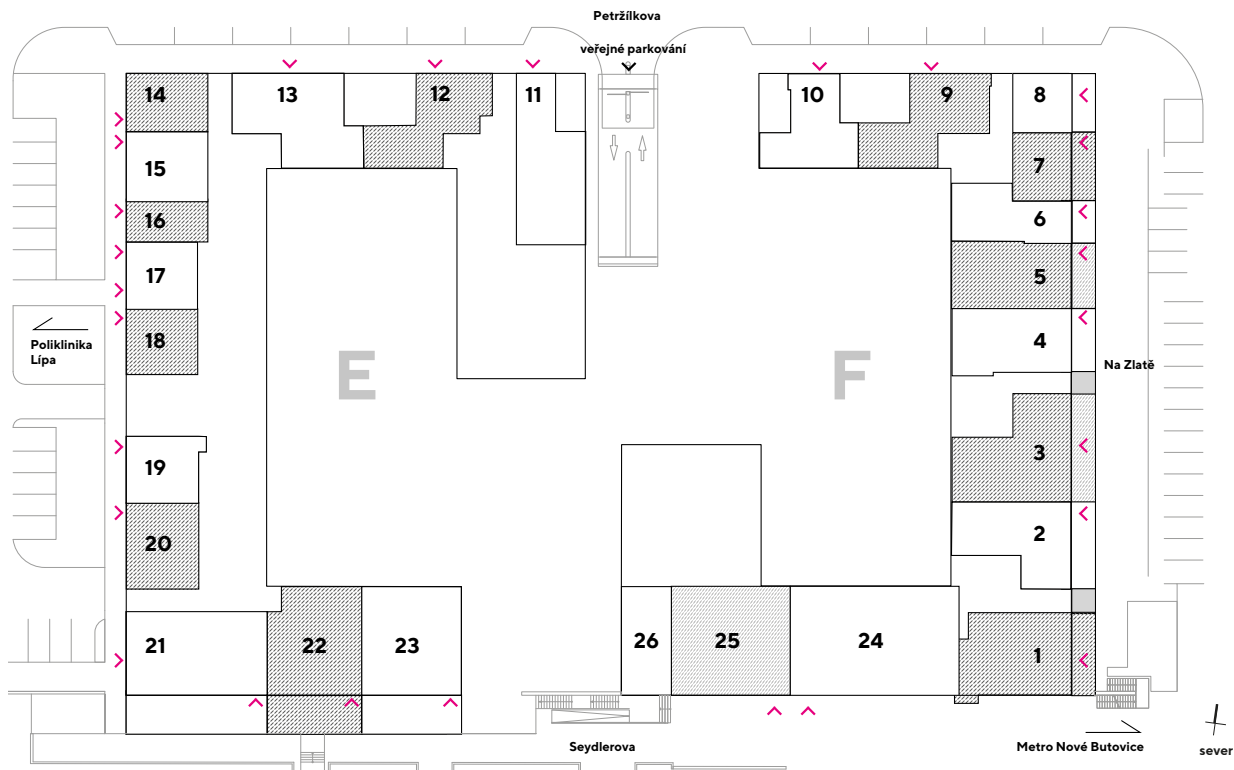 Petržílkova
veřejné parkování
14
13
12
11
10
9
8
15
7
16
6
17
5
Poliklinika
Lípa
18
E
F
4
Na Zlatě
19
3
20
2
21
22
23
26
25
24
1
Seydlerova
Metro Nové Butovice
sever